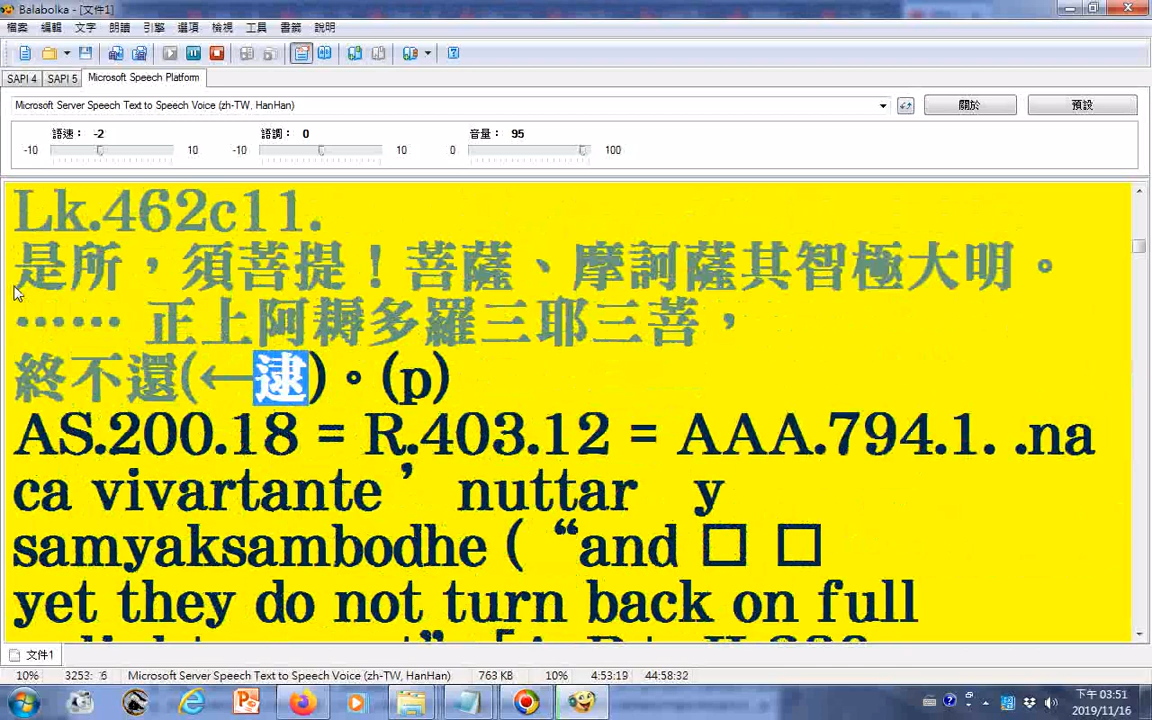 Balabolka - [文件1]
檔案 編輯 文字 朗讀 引擎 選項 檢視 工具 書籤 說明
SAPI 4 SAPI 5 Microsoft Speech Platform
Microsoft Server Speech Text to Speech Voice (zh-TW, HanHan) 關於 預設
語速： -2 語調： 0 音量： 95
-10 10 -10 10 0 100
Lk.462c11.
是所，須菩提！菩薩、摩訶薩其智極大明。
…… 正上阿耨多羅三耶三菩，
終不還(←逮)。(p)
AS.200.18 = R.403.12 = AAA.794.1. .na
ca vivartante’nuttar y
samyaksambodhe (“and □ □
yet they do not turn back on full
文件1
10% 3253: Microsoft Server Speech Text to Speech Voice (zh-TW, HanHan) 763 KB 10% 4:53:19 44:58:32
下午 03:51
2019/11/16